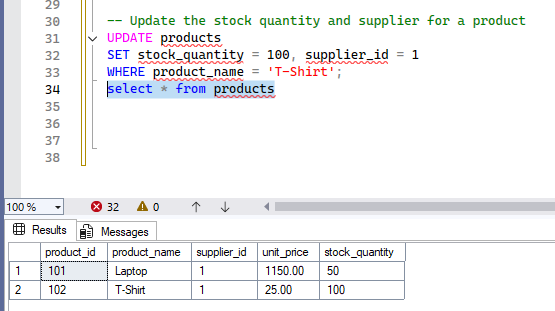 29
30 -- Update the stock quantity and supplier for a product
31 UPDATE products
32 SET stock_quantity = 100, supplier_id = 1
33 WHERE product_name = 'T-Shirt';
34 select * from products
35
36
37
38
100 % 32 0
Results Messages
product_id product_name supplier_id unit_price stock_quantity
1 101 Laptop 1 1150.00 50
2 102 T-Shirt 1 25.00 100